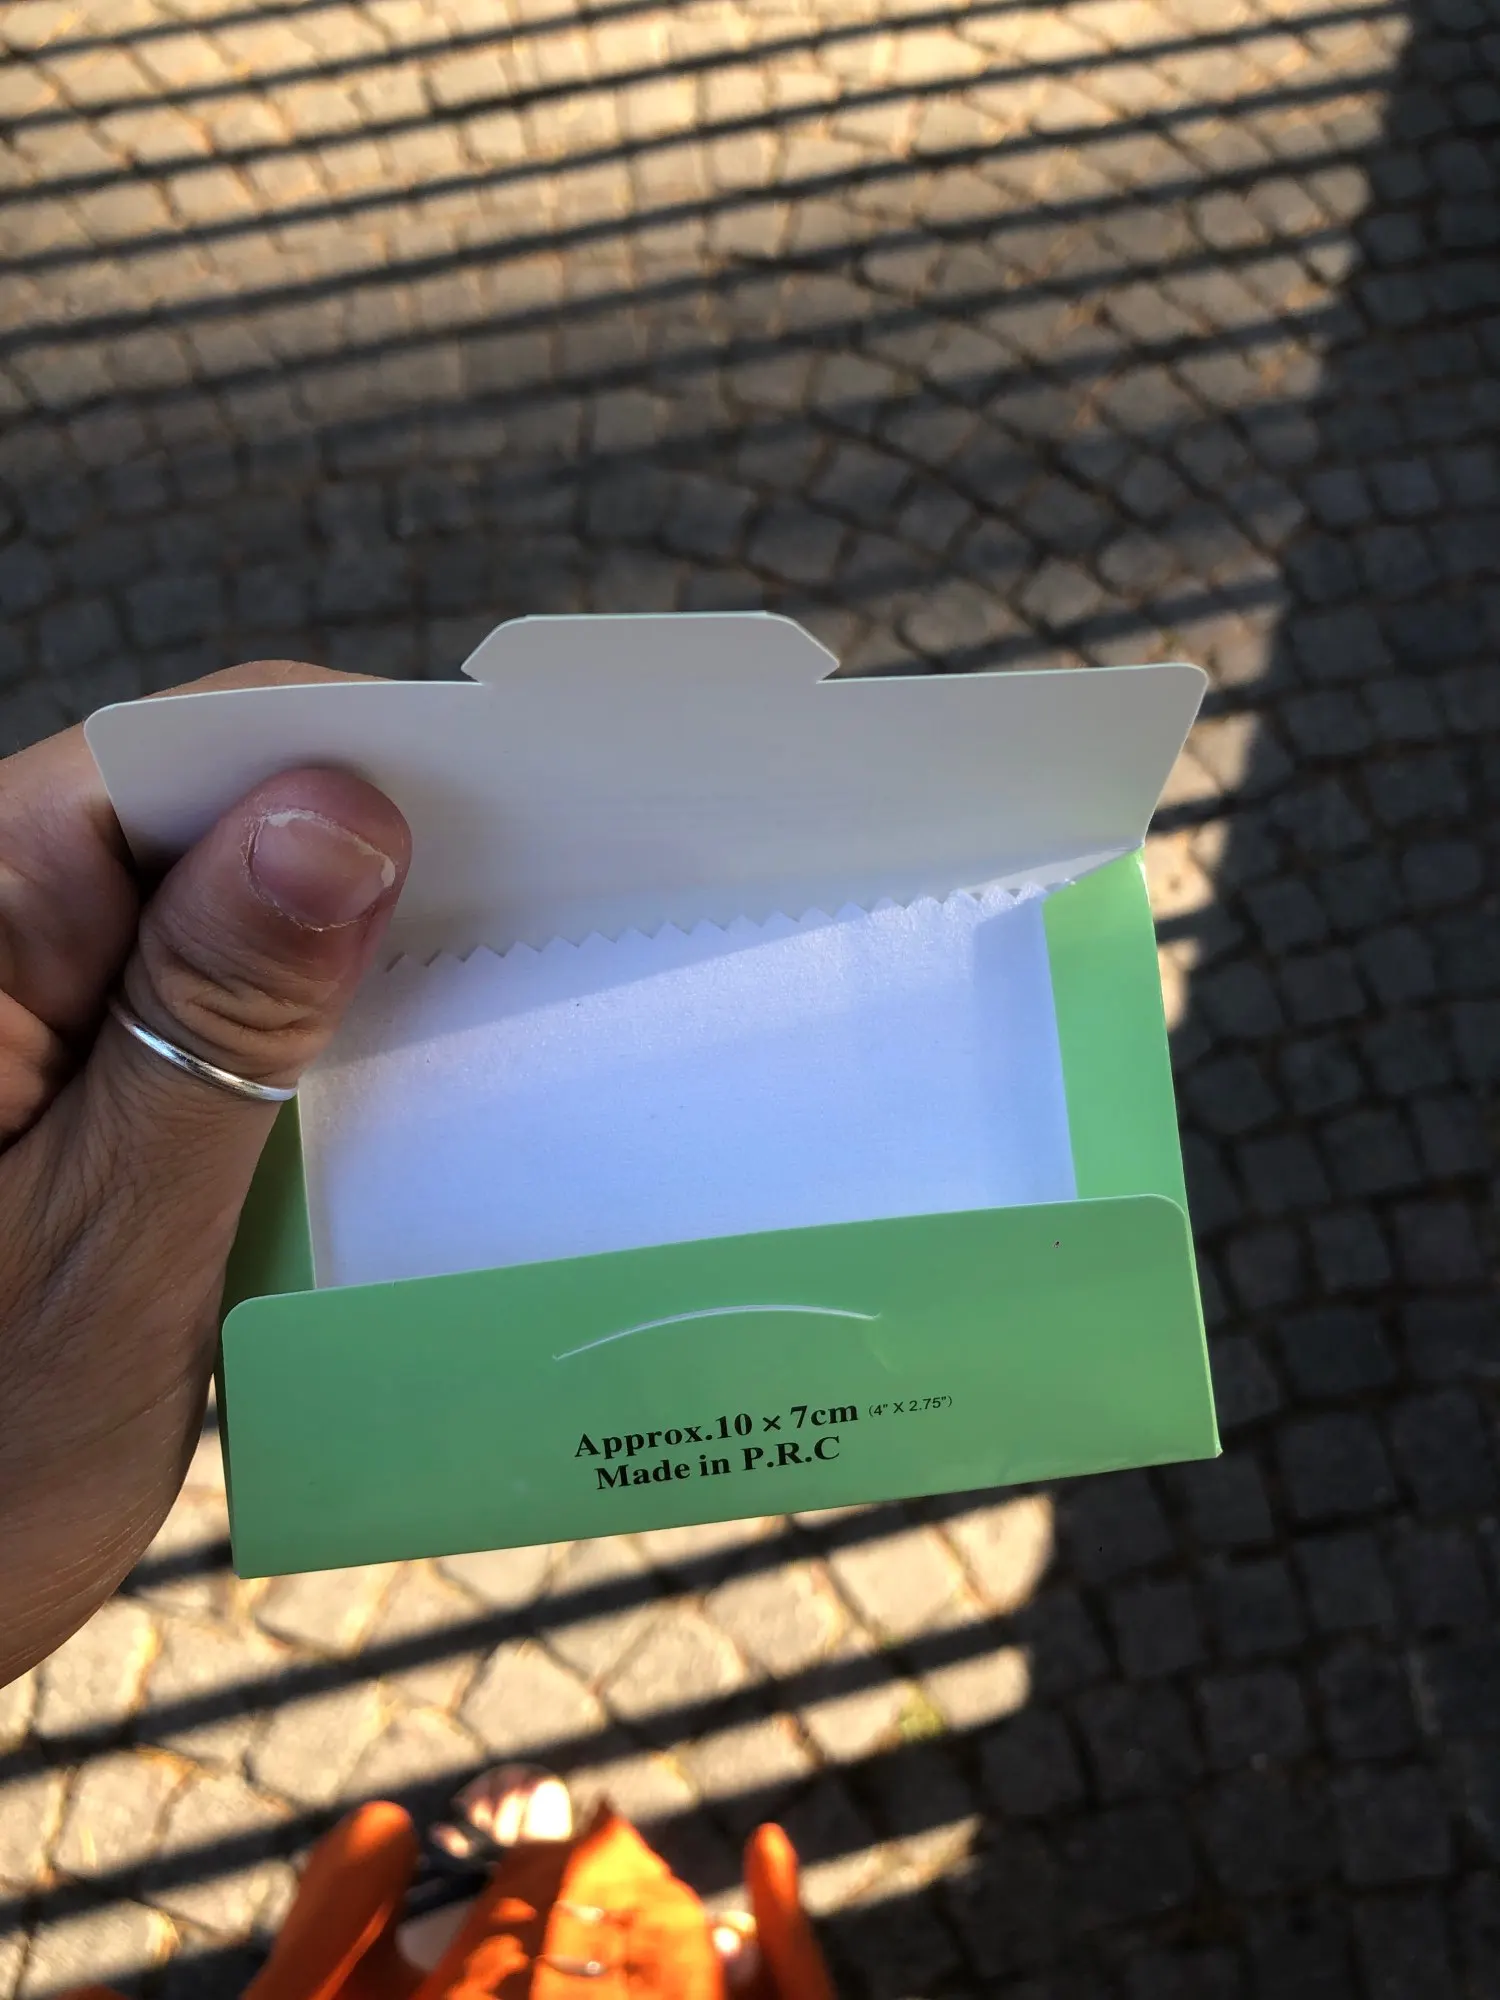 Approx.10 × 7cm (4" X 2.75")
Made in P.R.C